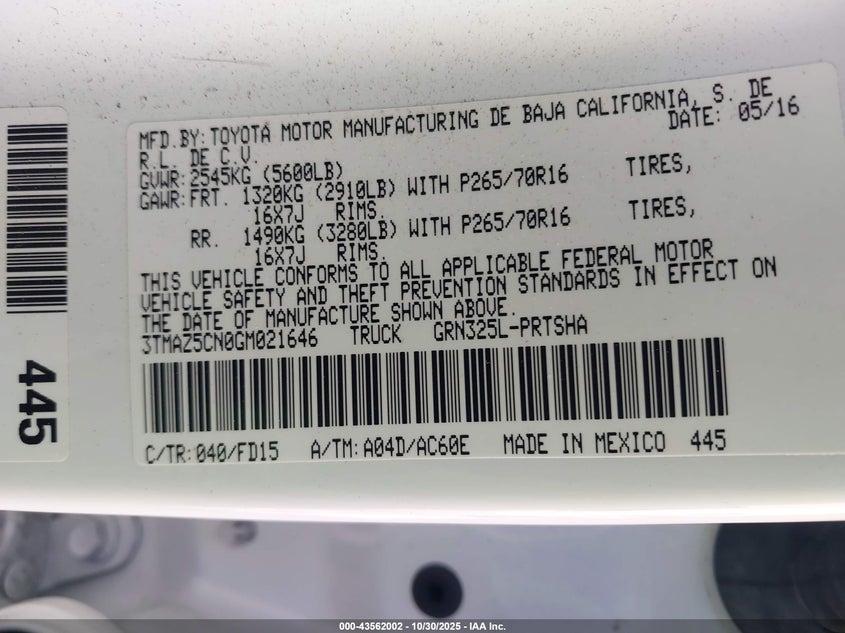 MFD.BY:TOYOTA MOTOR MANUFACTURING DE BAJA CALIFORNIA, S. DE
R.L. DE C.V. DATE: 05/16
GVWR:2545KG (5600LB)
GAWR:FRT. 1320KG (2910LB) WITH P265/70R16 TIRES,
16X7J RIMS.
RR. 1490KG (3280LB) WITH P265/70R16 TIRES,
16X7J RIMS.
THIS VEHICLE CONFORMS TO ALL APPLICABLE FEDERAL MOTOR
VEHICLE SAFETY AND THEFT PREVENTION STANDARDS IN EFFECT ON
THE DATE OF MANUFACTURE SHOWN ABOVE.
3TMAZ5CN0GM021646 TRUCK GRN325L-PRTSHA
C/TR:040/FD15 A/TM:A04D/AC60E MADE IN MEXICO 445
445
000-43562002 - 10/30/2025 - IAA Inc.